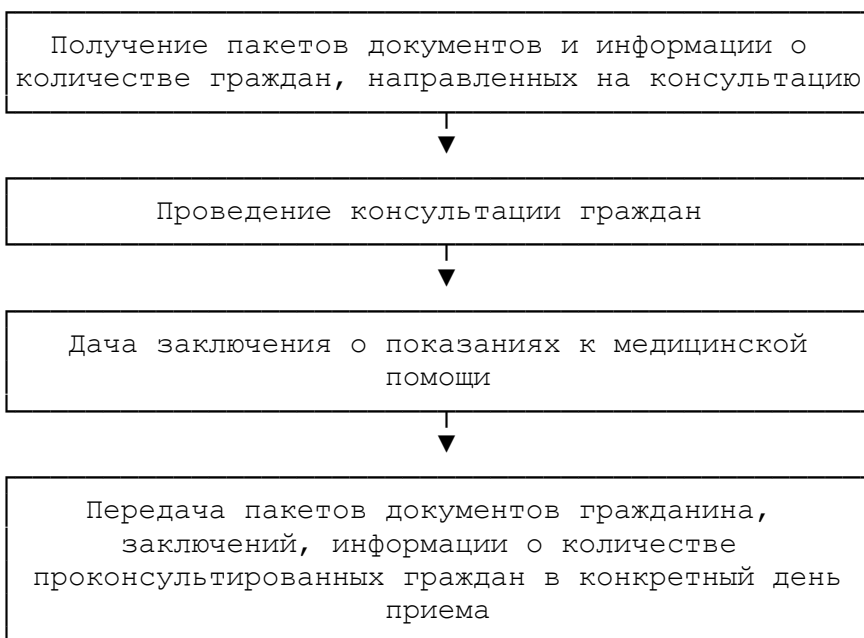 Получение пакетов документов и информации о
количестве граждан, направленных на консультацию
Проведение консультации граждан
Дача заключения о показаниях к медицинской
помощи
Передача пакетов документов гражданина,
заключений, информации о количестве
проконсультированных граждан в конкретный день
приема